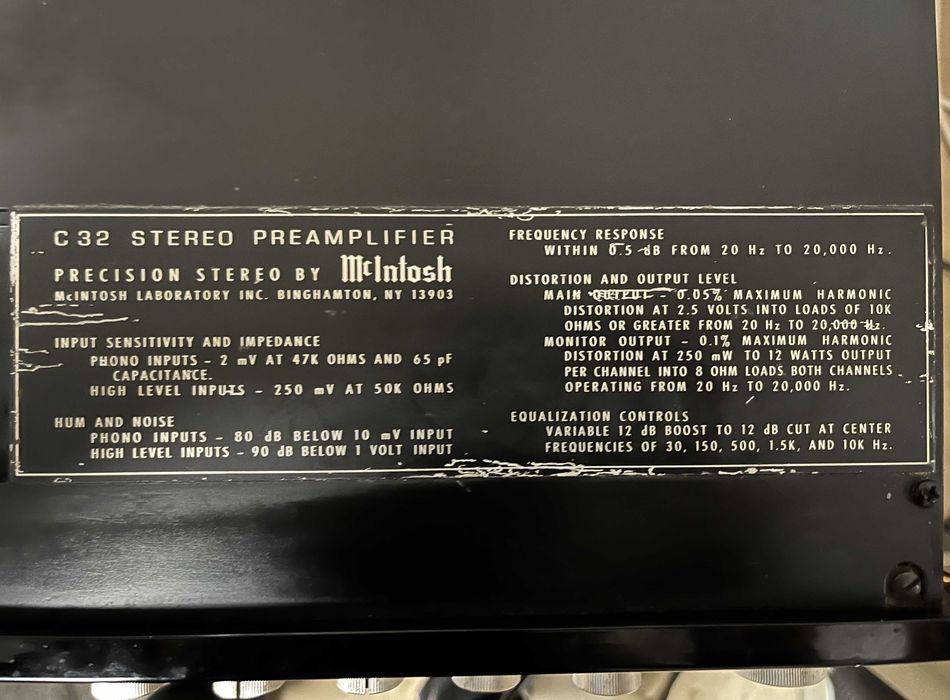 C 32 STEREO PREAMPLIFIER
PRECISION STEREO BY McIntosh
McINTOSH LABORATORY INC. BINGHAMTON, NY 13903
INPUT SENSITIVITY AND IMPEDANCE
PHONO INPUTS – 2 mV AT 47K OHMS AND 65 pF
CAPACITANCE.
HIGH LEVEL INPUTS – 250 mV AT 50K OHMS
HUM AND NOISE
PHONO INPUTS – 80 dB BELOW 10 mV INPUT
HIGH LEVEL INPUTS – 90 dB BELOW 1 VOLT INPUT
FREQUENCY RESPONSE
WITHIN 0.5 dB FROM 20 Hz TO 20,000 Hz.
DISTORTION AND OUTPUT LEVEL
MAIN OUTPUT – 0.05% MAXIMUM HARMONIC
DISTORTION AT 2.5 VOLTS INTO LOADS OF 10K
OHMS OR GREATER FROM 20 Hz TO 20,000 Hz.
MONITOR OUTPUT – 0.1% MAXIMUM HARMONIC
DISTORTION AT 250 mW TO 12 WATTS OUTPUT
PER CHANNEL INTO 8 OHM LOADS BOTH CHANNELS
OPERATING FROM 20 Hz TO 20,000 Hz.
EQUALIZATION CONTROLS
VARIABLE 12 dB BOOST TO 12 dB CUT AT CENTER
FREQUENCIES OF 30, 150, 500, 1.5K, AND 10K Hz.